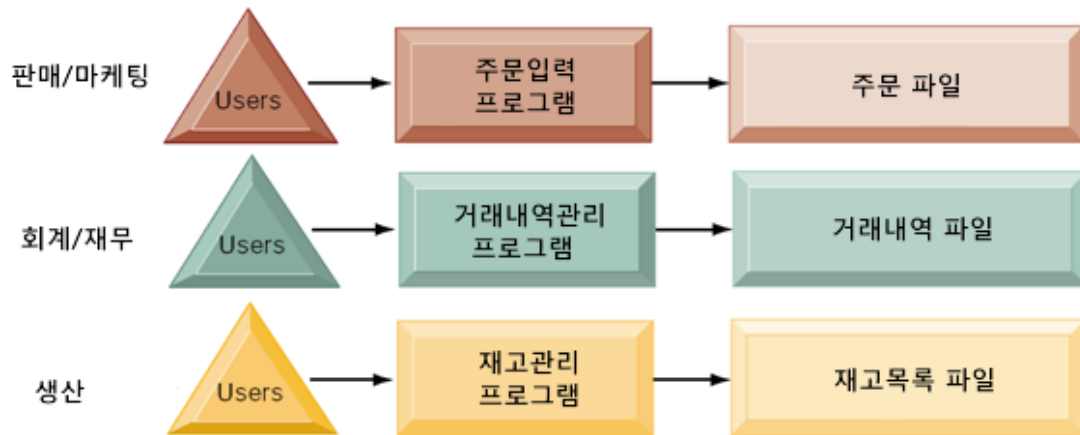 판매/마케팅
Users
주문입력
프로그램
주문 파일
회계/재무
Users
거래내역관리
프로그램
거래내역 파일
생산
Users
재고관리
프로그램
재고목록 파일